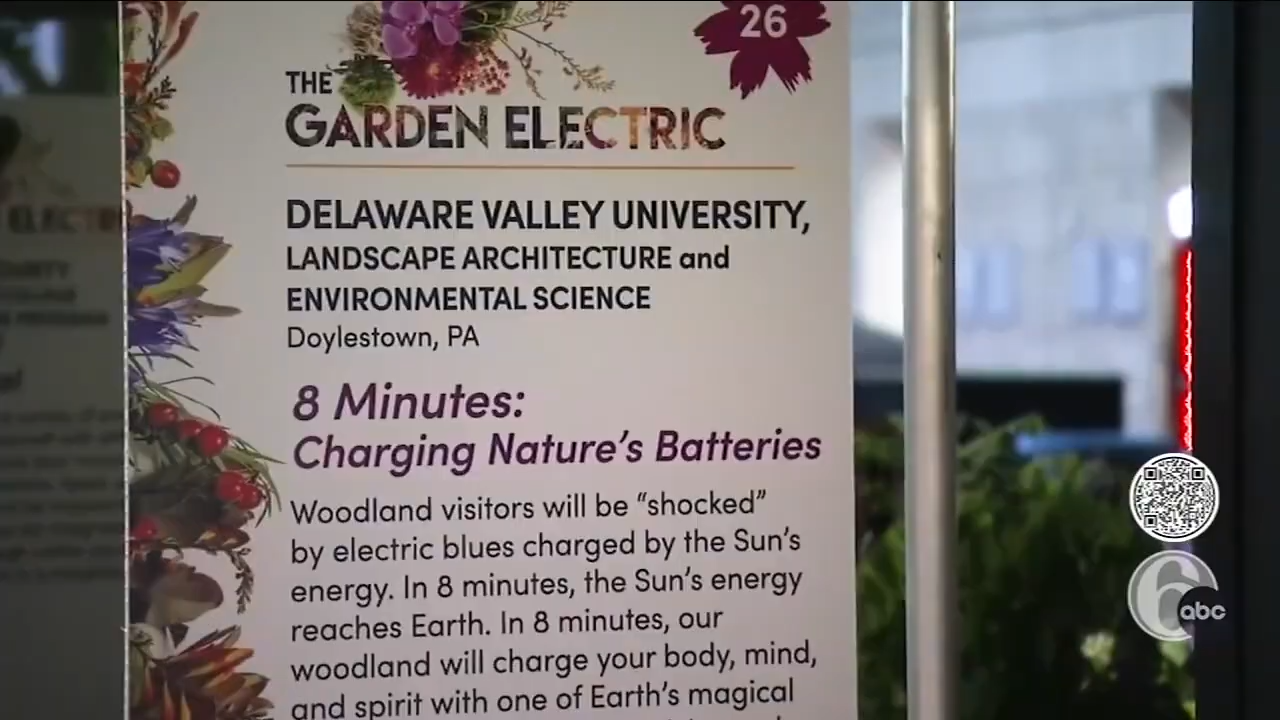 26
THE
GARDEN ELECTRIC
DELAWARE VALLEY UNIVERSITY,
LANDSCAPE ARCHITECTURE and
ENVIRONMENTAL SCIENCE
Doylestown, PA
8 Minutes:
Charging Nature's Batteries
Woodland visitors will be “shocked”
by electric blues charged by the Sun's
energy. In 8 minutes, the Sun's energy
reaches Earth. In 8 minutes, our
woodland will charge your body, mind,
and spirit with one of Earth's magical
6
abc